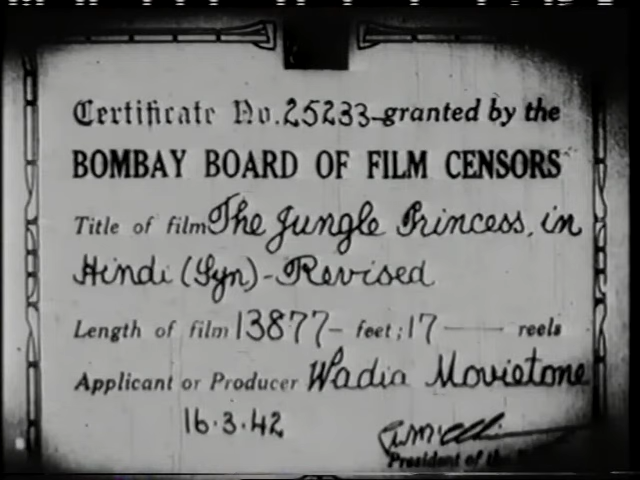 Certificate No. 25233 - granted by the
BOMBAY BOARD OF FILM CENSORS
Title of film The Jungle Princess, in
Hindi (Syn) - Revised
Length of film 13877 - feet; 17 —— reels
Applicant or Producer Wadia Movietone
16.3.42
President of the